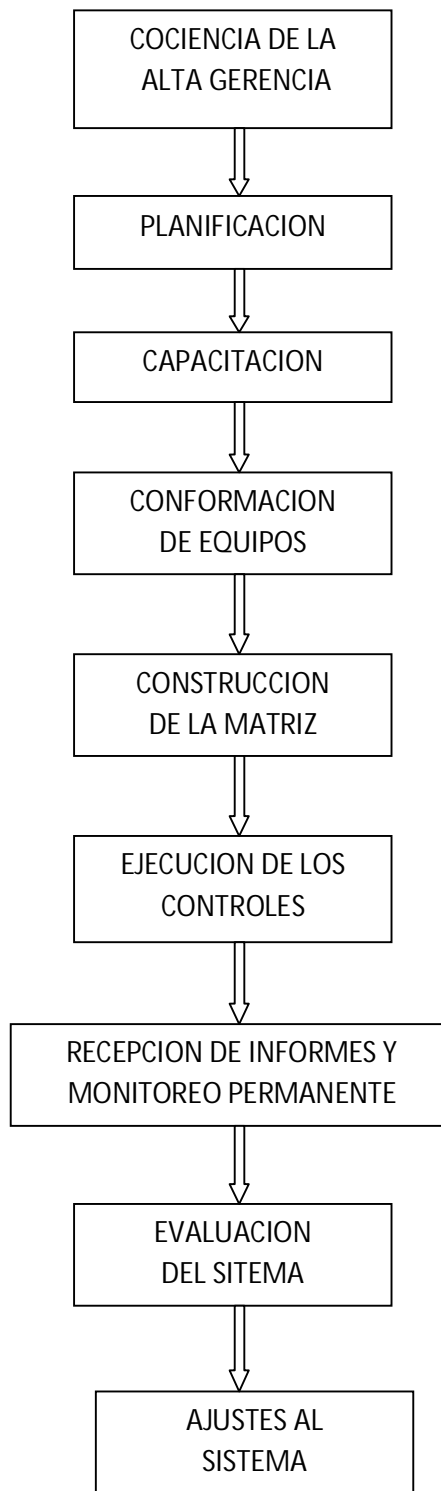 COCIENCIA DE LA
ALTA GERENCIA
PLANIFICACION
CAPACITACION
CONFORMACION
DE EQUIPOS
CONSTRUCCION
DE LA MATRIZ
EJECUCION DE LOS
CONTROLES
RECEPCION DE INFORMES Y
MONITOREO PERMANENTE
EVALUACION
DEL SITEMA
AJUSTES AL
SISTEMA